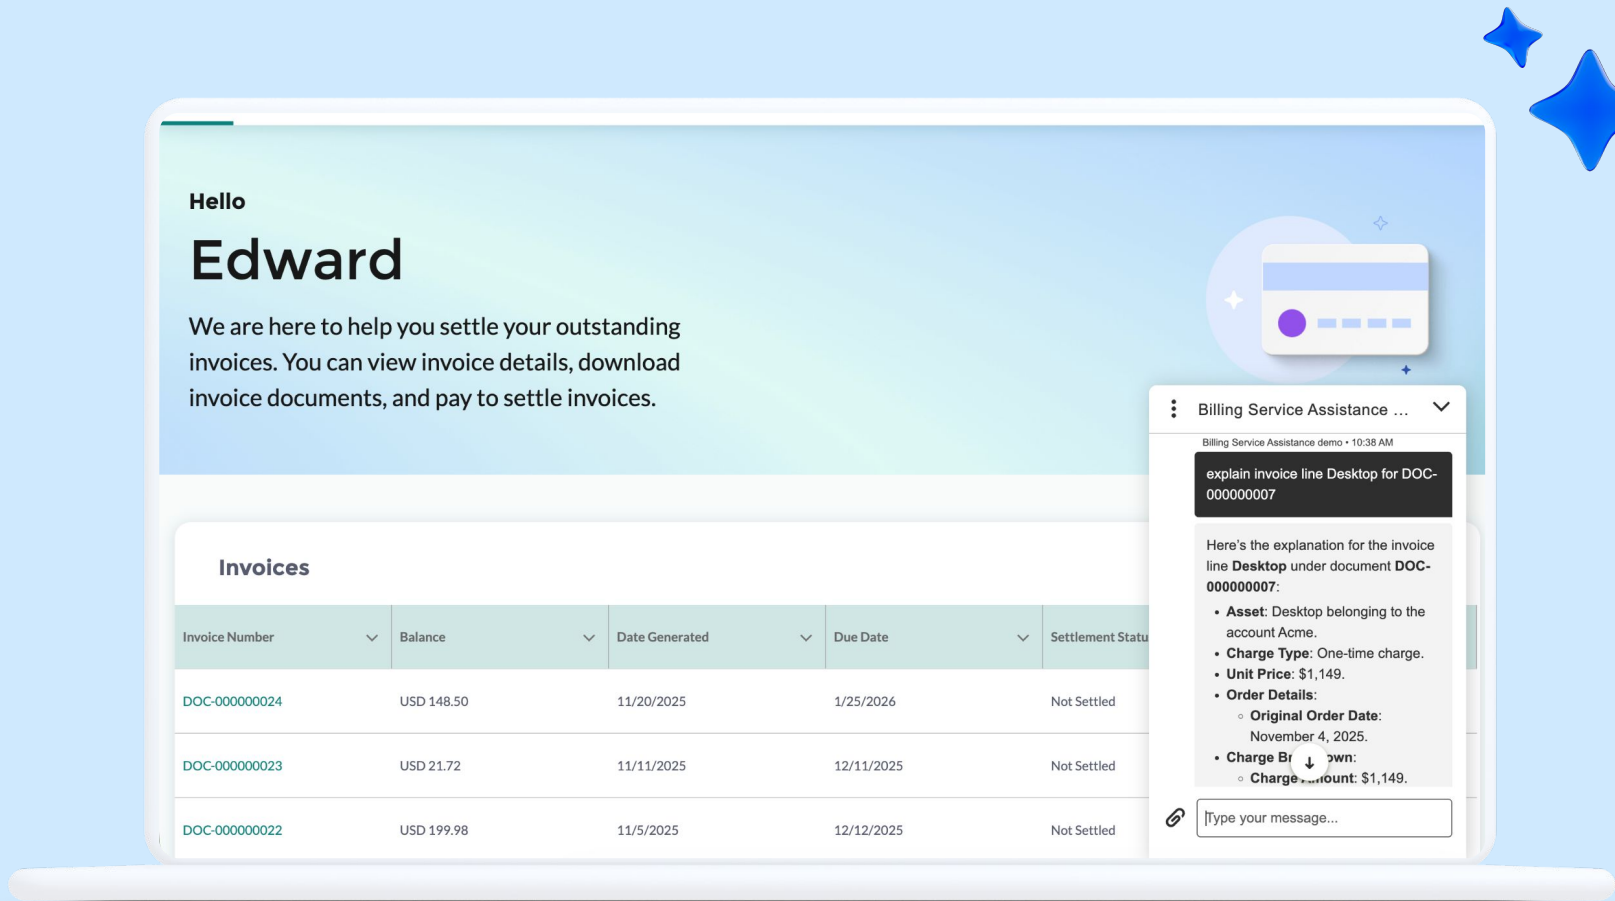 Hello
Edward
We are here to help you settle your outstanding
invoices. You can view invoice details, download
invoice documents, and pay to settle invoices.
Invoices
Invoice Number Balance Date Generated Due Date Settlement Statu
DOC-000000024 USD 148.50 11/20/2025 1/25/2026 Not Settled
DOC-000000023 USD 21.72 11/11/2025 12/11/2025 Not Settled
DOC-000000022 USD 199.98 11/5/2025 12/12/2025 Not Settled
Billing Service Assistance ...
Billing Service Assistance demo • 10:38 AM
explain invoice line Desktop for DOC-
000000007
Here's the explanation for the invoice
line Desktop under document DOC-
000000007:
• Asset: Desktop belonging to the
account Acme.
• Charge Type: One-time charge.
• Unit Price: $1,149.
• Order Details:
◦ Original Order Date:
November 4, 2025.
• Charge
◦ Charge $1,149.
Type your message...